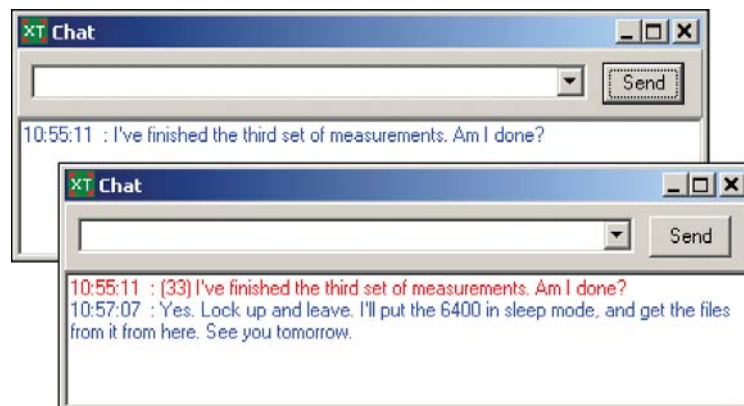 XT Chat
Send
10:55:11 : I've finished the third set of measurements. Am I done?
XT Chat
Send
10:55:11 : (33) I've finished the third set of measurements. Am I done?
10:57:07 : Yes. Lock up and leave. I'll put the 6400 in sleep mode, and get the files
from it from here. See you tomorrow.